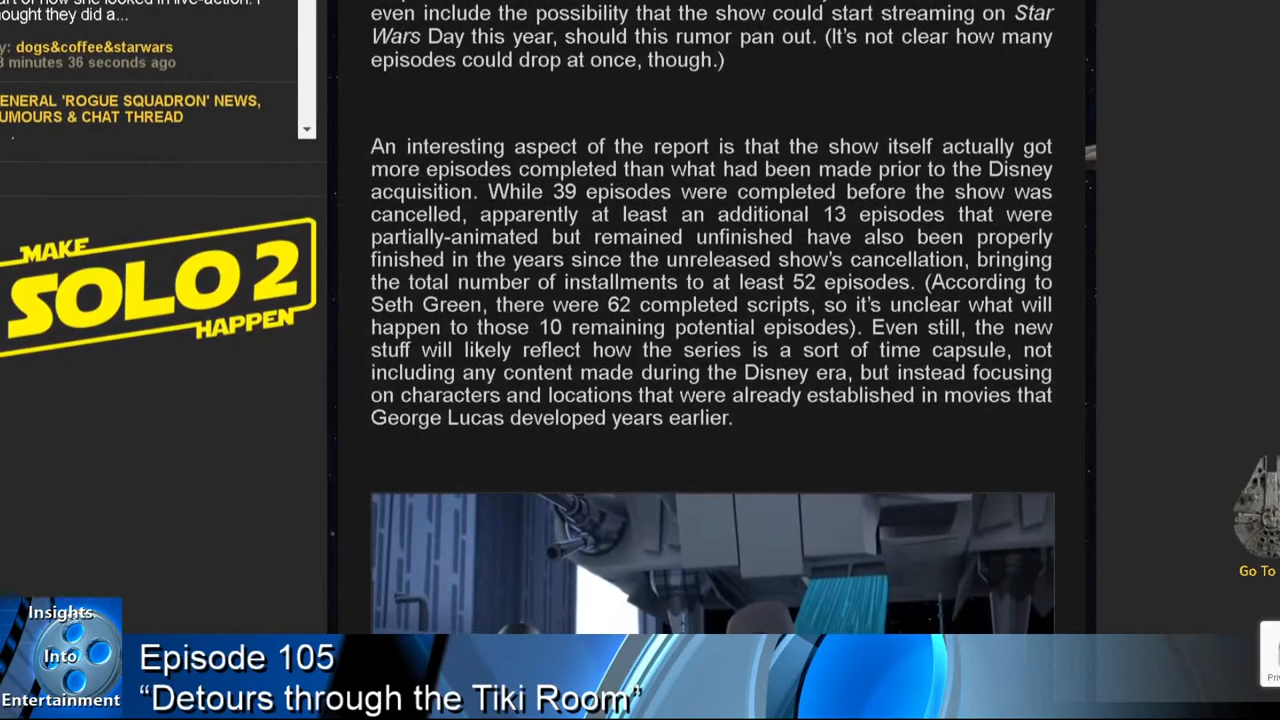 art of how she looked in live-action. I
hought they did a...
y: dogs&coffee&starwars
8 minutes 36 seconds ago
ENERAL 'ROGUE SQUADRON' NEWS,
UMOURS & CHAT THREAD
MAKE
SOLO 2
HAPPEN
even include the possibility that the show could start streaming on Star
Wars Day this year, should this rumor pan out. (It's not clear how many
episodes could drop at once, though.)
An interesting aspect of the report is that the show itself actually got
more episodes completed than what had been made prior to the Disney
acquisition. While 39 episodes were completed before the show was
cancelled, apparently at least an additional 13 episodes that were
partially-animated but remained unfinished have also been properly
finished in the years since the unreleased show's cancellation, bringing
the total number of installments to at least 52 episodes. (According to
Seth Green, there were 62 completed scripts, so it's unclear what will
happen to those 10 remaining potential episodes). Even still, the new
stuff will likely reflect how the series is a sort of time capsule, not
including any content made during the Disney era, but instead focusing
on characters and locations that were already established in movies that
George Lucas developed years earlier.
Go To
Insights
Into
Entertainment
Episode 105
“Detours through the Tiki Room”